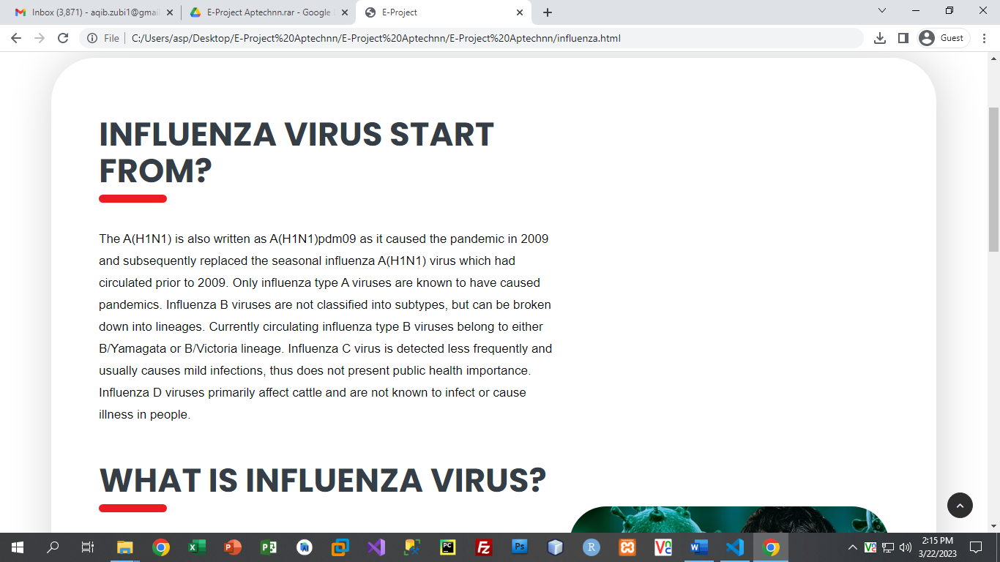 Inbox (3,871) - aqib.zubi1@gmai
E-Project Aptechnn.rar - Google
E-Project
File
C:/Users/asp/Desktop/E-Project%20Aptechnn/E-Project%20Aptechnn/E-Project%20Aptechnn/influenza.html
Guest
INFLUENZA VIRUS START
FROM?
The A(H1N1) is also written as A(H1N1)pdm09 as it caused the pandemic in 2009
and subsequently replaced the seasonal influenza A(H1N1) virus which had
circulated prior to 2009. Only influenza type A viruses are known to have caused
pandemics. Influenza B viruses are not classified into subtypes, but can be broken
down into lineages. Currently circulating influenza type B viruses belong to either
B/Yamagata or B/Victoria lineage. Influenza C virus is detected less frequently and
usually causes mild infections, thus does not present public health importance.
Influenza D viruses primarily affect cattle and are not known to infect or cause
illness in people.
WHAT IS INFLUENZA VIRUS?
2:15 PM
3/22/2023